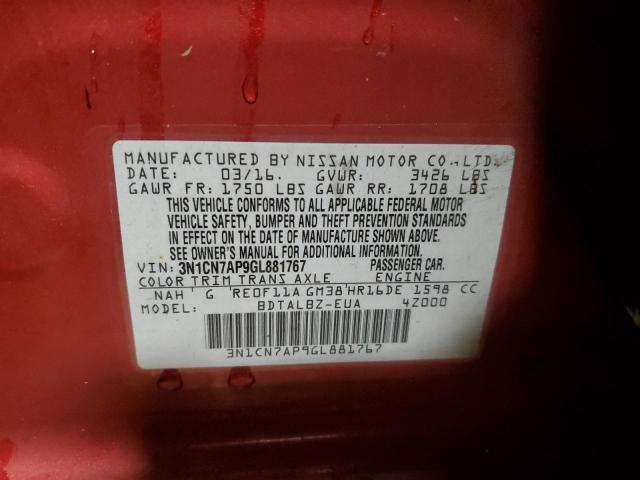 MANUFACTURED BY NISSAN MOTOR CO.,LTD.
DATE: 03/16. GVWR: 3426 LBS
GAWR FR: 1750 LBS GAWR RR: 1708 LBS
THIS VEHICLE CONFORMS TO ALL APPLICABLE FEDERAL MOTOR
VEHICLE SAFETY, BUMPER AND THEFT PREVENTION STANDARDS
IN EFFECT ON THE DATE OF MANUFACTURE SHOWN ABOVE.
SEE OWNER'S MANUAL FOR ADDITIONAL INFORMATION.
VIN: 3N1CN7AP9GL881767 PASSENGER CAR.
COLOR TRIM TRANS AXLE ENGINE
NAH ' G RE0F11A GM38'HR16DE 1598 CC
MODEL: BDTALBZ-EUA 4Z000
3N1CN7AP9GL881767